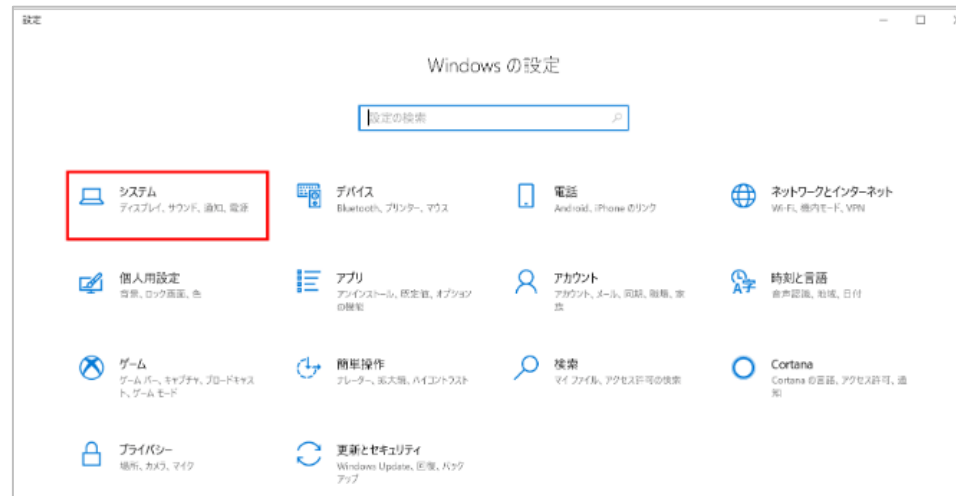 設定
Windows の設定
設定の検索
システム
ディスプレイ、サウンド、通知、電源
デバイス
Bluetooth、プリンター、マウス
電話
Android、iPhone のリンク
ネットワークとインターネット
Wi-Fi、機内モード、VPN
個人用設定
背景、ロック画面、色
アプリ
アンインストール、既定値、オプション
の機能
アカウント
アカウント、メール、同期、職場、家
族
時刻と言語
音声認識、地域、日付
ゲーム
ゲーム バー、キャプチャ、ブロードキャス
ト、ゲーム モード
簡単操作
ナレーター、拡大鏡、ハイコントラスト
検索
マイ ファイル、アクセス許可の検索
Cortana
Cortana の言語、アクセス許可、通
知
プライバシー
場所、カメラ、マイク
更新とセキュリティ
Windows Update、回復、バック
アップ